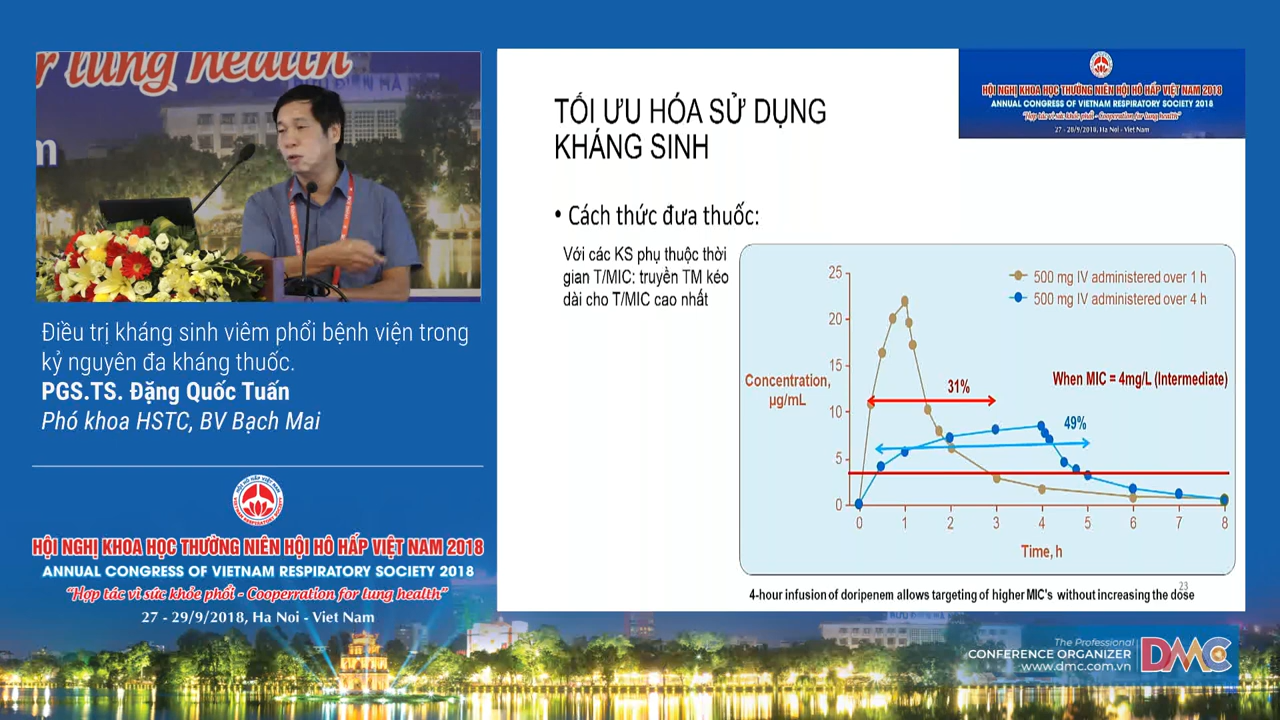 r lung health
TỐI ƯU HÓA SỬ DỤNG
KHÁNG SINH
• Cách thức đưa thuốc:
Với các KS phụ thuộc thời
gian T/MIC: truyền TM kéo
dài cho T/MIC cao nhất
500 mg IV administered over 1 h
500 mg IV administered over 4 h
When MIC = 4mg/L (Intermediate)
Concentration,
µg/mL
25
20
15
10
5
0
31%
49%
0 1 2 3 4 5 6 7 8
Time, h
23
4-hour infusion of doripenem allows targeting of higher MIC's without increasing the dose
HỘI NGHỊ KHOA HỌC THƯỜNG NIÊN HỘI HÔ HẤP VIỆT NAM 2018
ANNUAL CONGRESS OF VIETNAM RESPIRATORY SOCIETY 2018
"Hợp tác vì sức khỏe phổi - Cooperation for lung health"
27 - 28/9/2018, Ha Noi - Viet Nam
Điều trị kháng sinh viêm phổi bệnh viện trong
kỷ nguyên đa kháng thuốc.
PGS.TS. Đặng Quốc Tuấn
Phó khoa HSTC, BV Bạch Mai
HỘI NGHỊ KHOA HỌC THƯỜNG NIÊN HỘI HÔ HẤP VIỆT NAM 2018
ANNUAL CONGRESS OF VIETNAM RESPIRATORY SOCIETY 2018
"Hợp tác vì sức khỏe phổi - Cooperration for lung health"
27 - 29/9/2018, Ha Noi - Viet Nam
The Professional
CONFERENCE ORGANIZER
www.dmc.com.vn
DMC